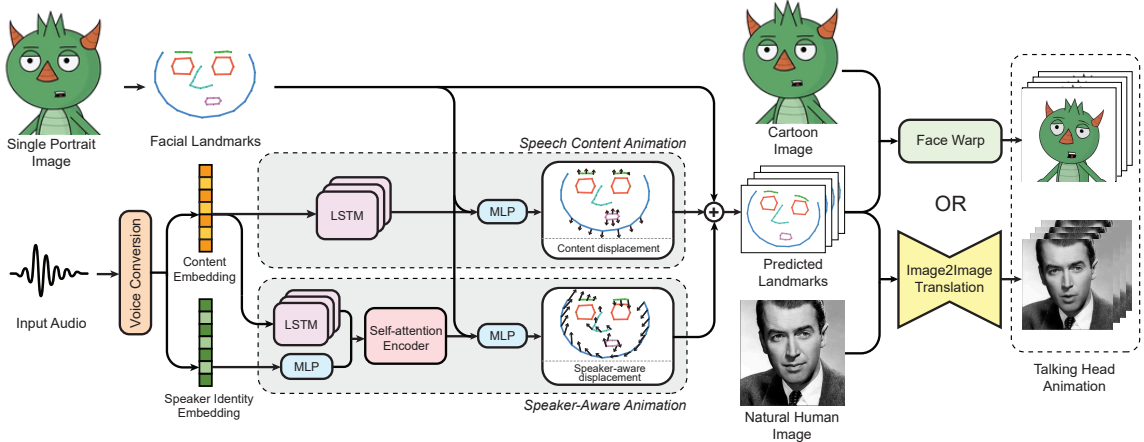 Single Portrait
Image
Facial Landmarks
Input Audio
Voice Conversion
Content
Embedding
Speaker Identity
Embedding
Speech Content Animation
LSTM
MLP
Content displacement
LSTM
MLP
Self-attention
Encoder
MLP
Speaker-aware
displacement
Speaker-Aware Animation
Cartoon
Image
Predicted
Landmarks
Natural Human
Image
Face Warp
OR
Image2Image
Translation
Talking Head
Animation